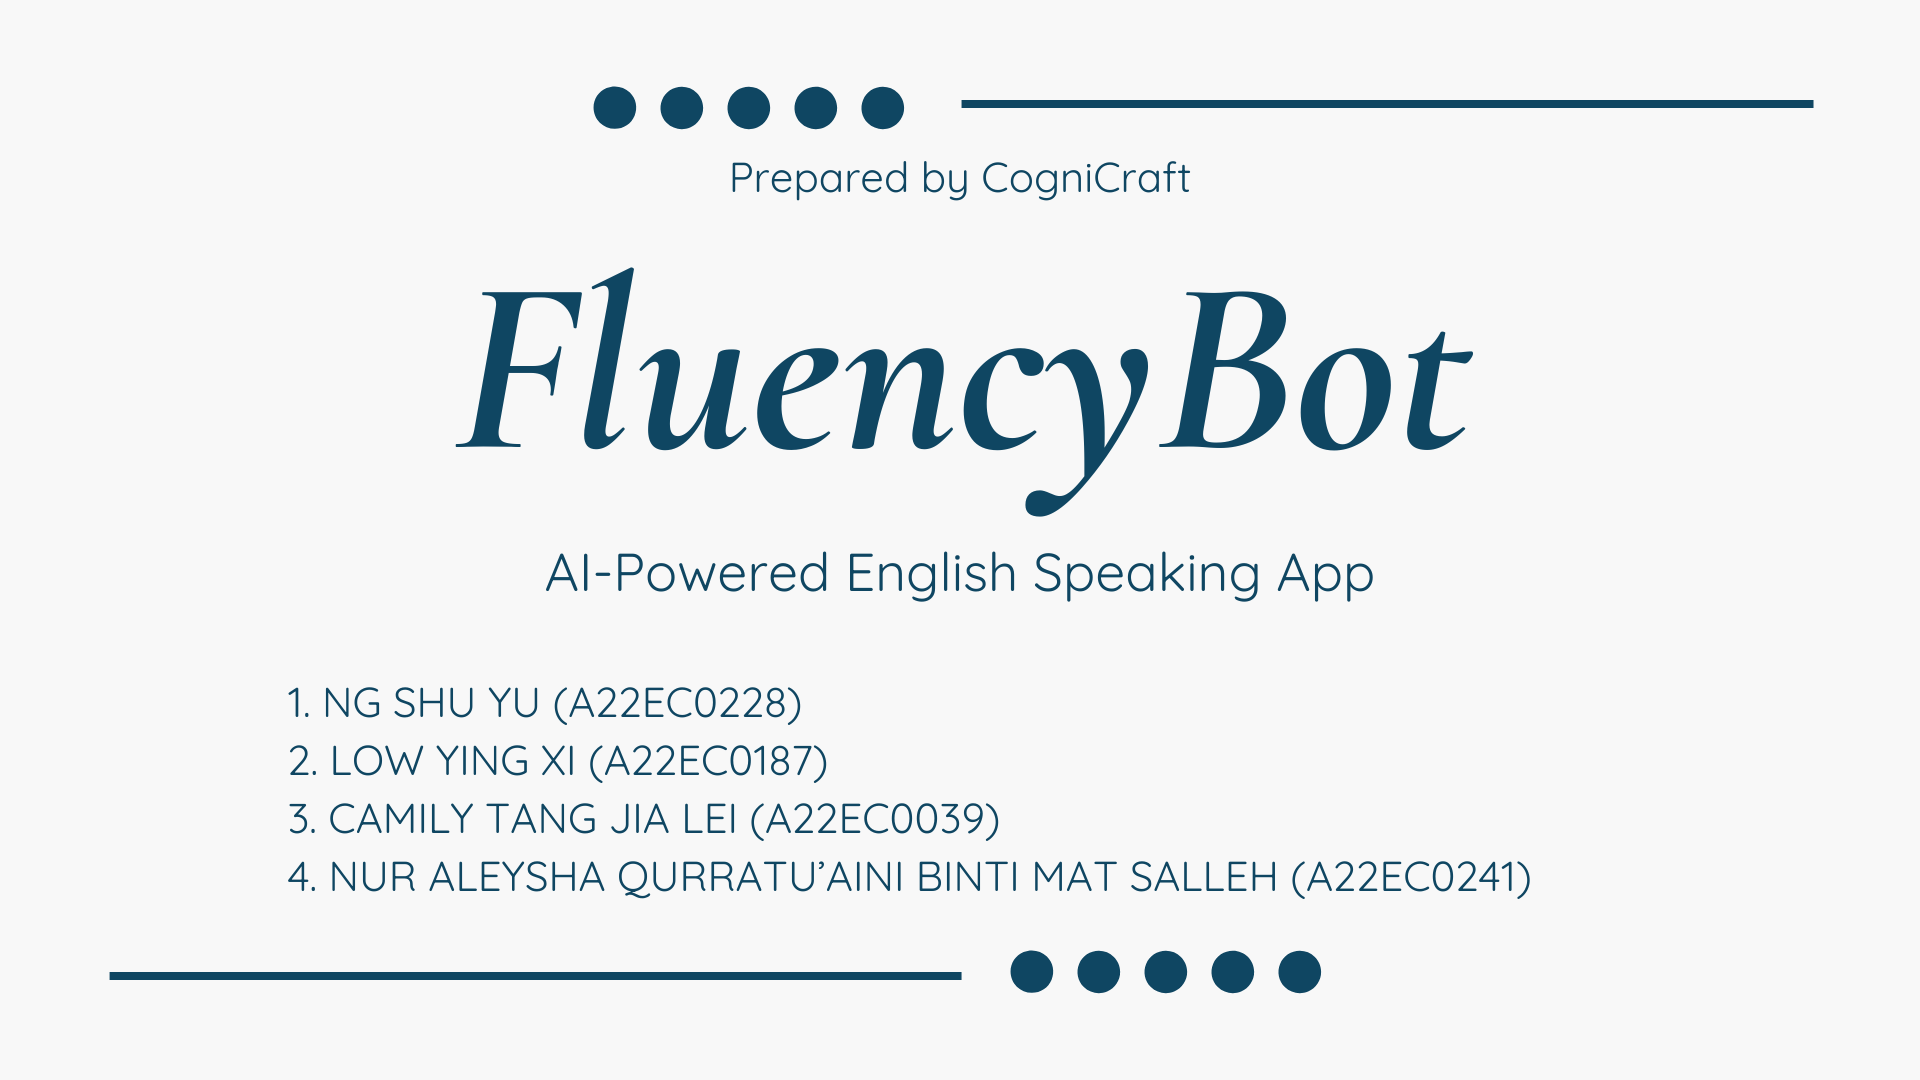 Prepared by CogniCraft
FluencyBot
AI-Powered English Speaking App
1. NG SHU YU (A22EC0228)
2. LOW YING XI (A22EC0187)
3. CAMILY TANG JIA LEI (A22EC0039)
4. NUR ALEYSHA QURRATU’AINI BINTI MAT SALLEH (A22EC0241)